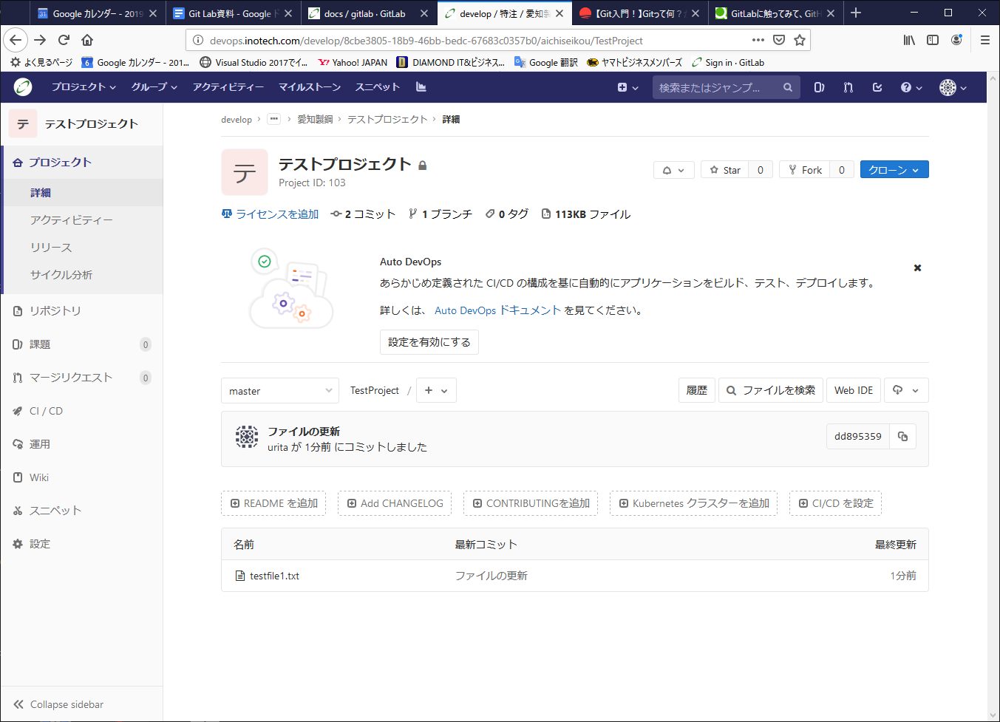 Google カレンダー - 2019
Git Lab資料 - Google ド
docs / gitlab · GitLab
develop / 特注 / 愛知製
【Git入門！】Gitって何？
GitLabに触ってみて、GitH
devops.inotech.com/develop/8cbe3805-18b9-46bb-bedc-67683c0357b0/aichiseikou/TestProject
よく見るページ
Google カレンダー - 201...
Visual Studio 2017でイ...
Yahoo! JAPAN
DIAMOND IT&ビジネス...
Google 翻訳
ヤマトビジネスメンバーズ
Sign in · GitLab
プロジェクト
グループ
アクティビティー
マイルストーン
スニペット
検索またはジャンプ...
テ
テストプロジェクト
プロジェクト
詳細
アクティビティー
リリース
サイクル分析
リポジトリ
課題 0
マージリクエスト 0
CI / CD
運用
Wiki
スニペット
設定
Collapse sidebar
develop › ... › 愛知製鋼 › テストプロジェクト › 詳細
テ
テストプロジェクト
Project ID: 103
Star 0
Fork 0
クローン
ライセンスを追加
2 コミット
1 ブランチ
0 タグ
113KB ファイル
Auto DevOps
あらかじめ定義された CI/CD の構成を基に自動的にアプリケーションをビルド、テスト、デプロイします。
詳しくは、 Auto DevOps ドキュメント を見てください。
設定を有効にする
master
TestProject / +
履歴
ファイルを検索
Web IDE
ファイルの更新
urita が 1分前 にコミットしました
dd895359
README を追加
Add CHANGELOG
CONTRIBUTINGを追加
Kubernetes クラスターを追加
CI/CD を設定
名前 最新コミット 最終更新
testfile1.txt ファイルの更新 1分前